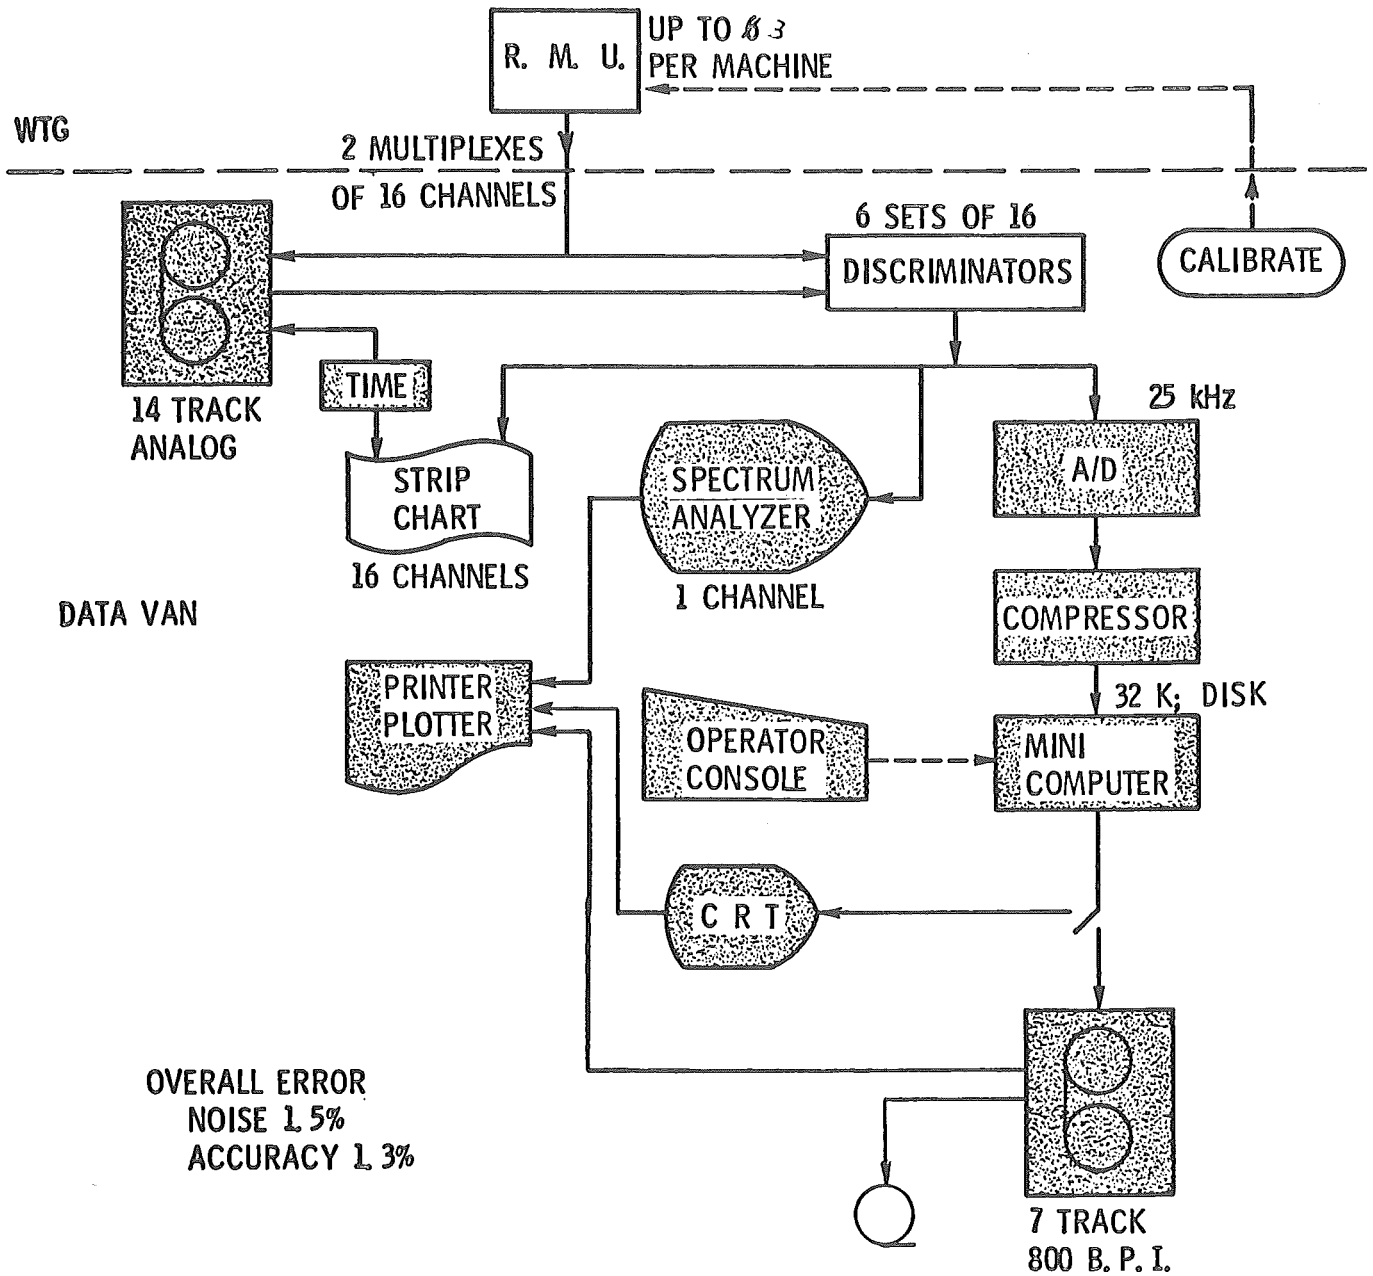 R. M. U.
UP TO 3
PER MACHINE
WTG
2 MULTIPLEXES
OF 16 CHANNELS
6 SETS OF 16
DISCRIMINATORS
CALIBRATE
TIME
14 TRACK
ANALOG
25 kHz
A/D
STRIP
CHART
16 CHANNELS
SPECTRUM
ANALYZER
1 CHANNEL
COMPRESSOR
DATA VAN
PRINTER
PLOTTER
32 K; DISK
OPERATOR
CONSOLE
MINI
COMPUTER
C R T
OVERALL ERROR
NOISE 1.5%
ACCURACY 1.3%
7 TRACK
800 B. P. I.